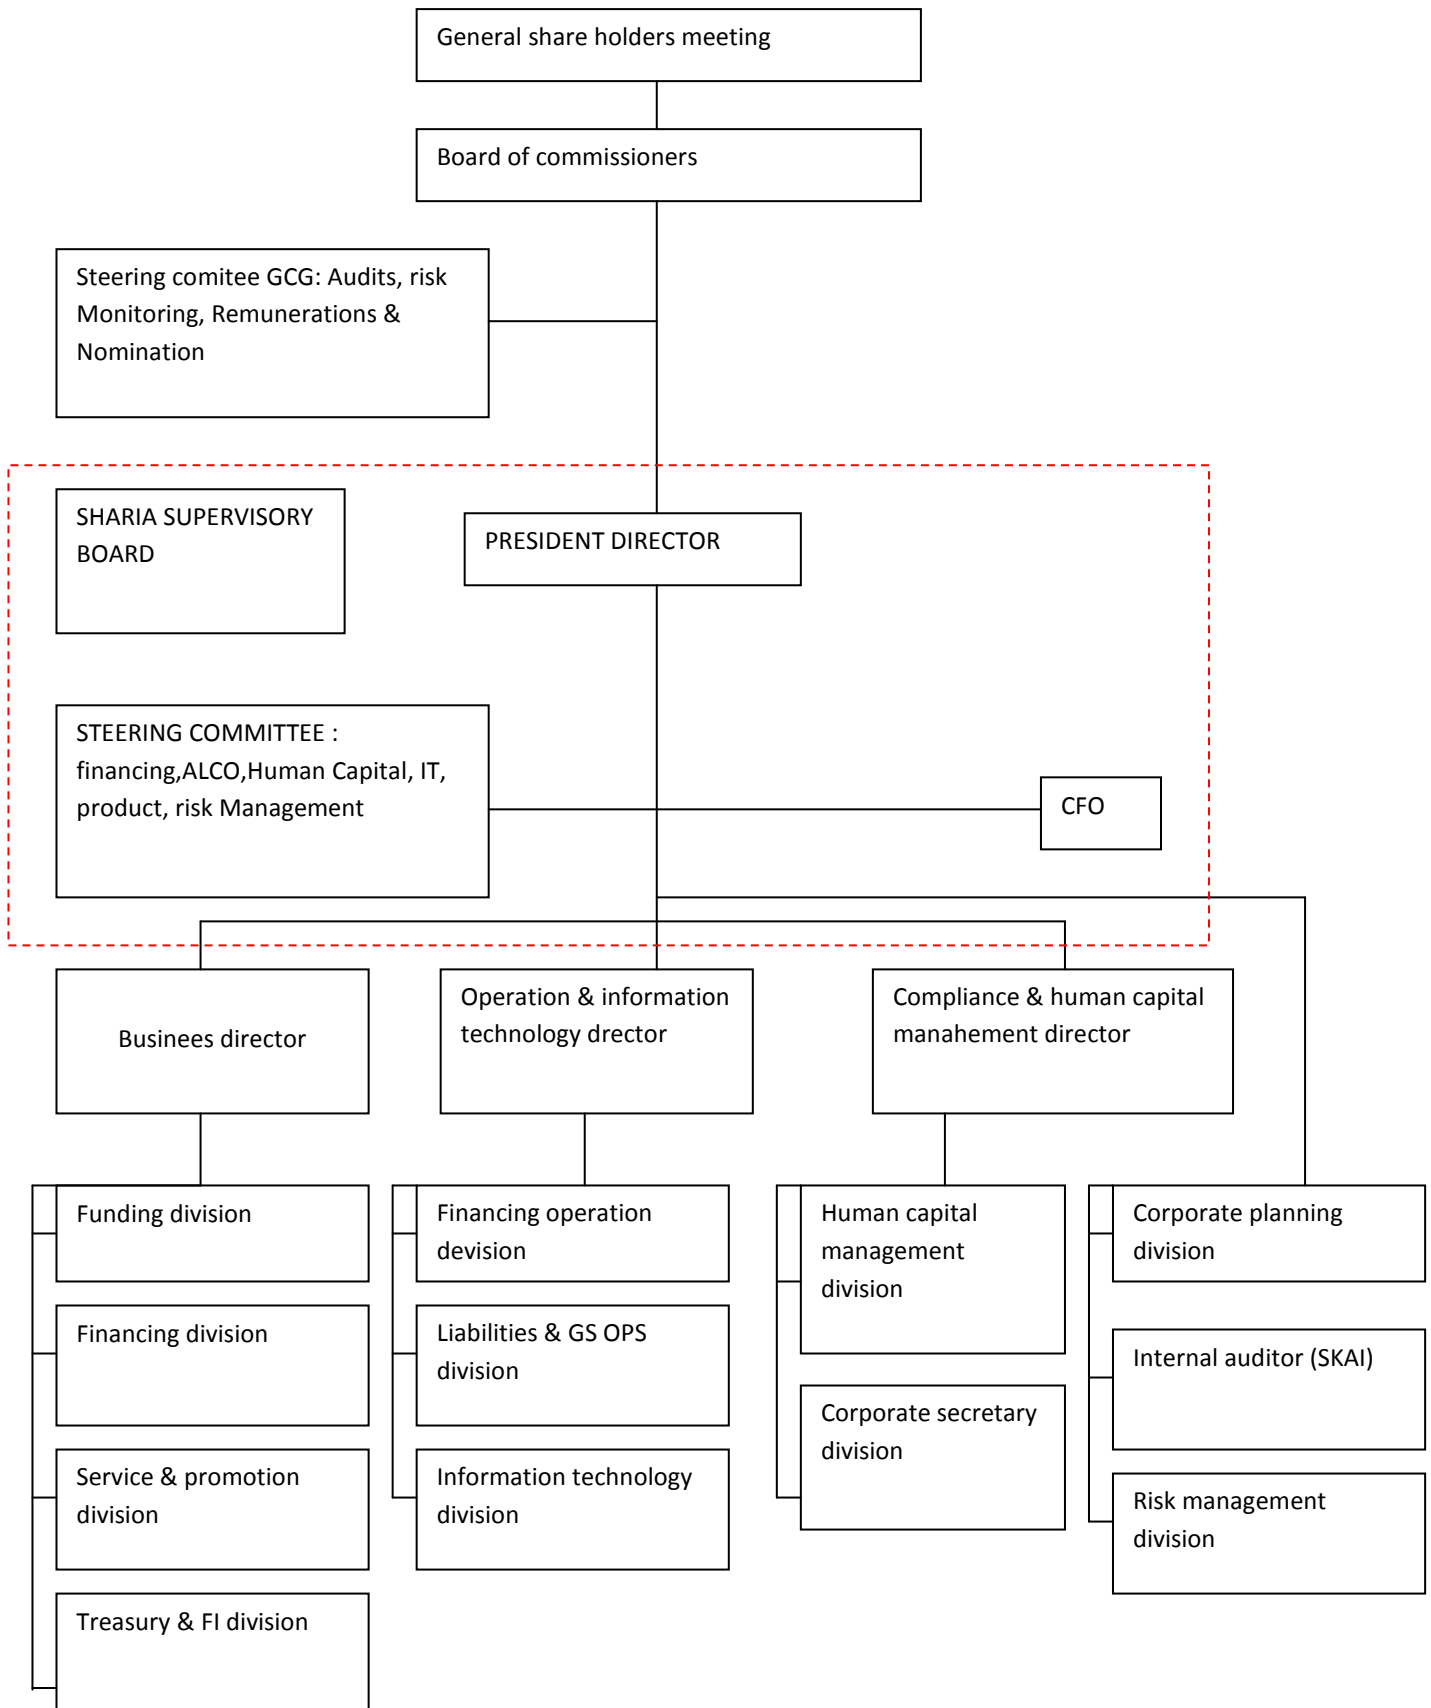 General share holders meeting
Board of commissioners
Steering comitee GCG: Audits, risk
Monitoring, Remunerations &
Nomination
SHARIA SUPERVISORY
BOARD
PRESIDENT DIRECTOR
STEERING COMMITTEE :
financing,ALCO,Human Capital, IT,
product, risk Management
CFO
Businees director
Operation & information
technology drector
Compliance & human capital
manahement director
Funding division
Financing division
Service & promotion
division
Treasury & FI division
Financing operation
devision
Liabilities & GS OPS
division
Information technology
division
Human capital
management
division
Corporate secretary
division
Corporate planning
division
Internal auditor (SKAI)
Risk management
division